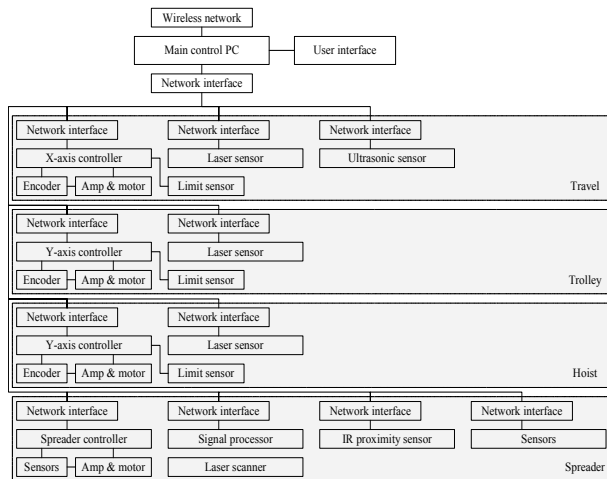 Wireless network
Main control PC User interface
Network interface
Network interface Network interface Network interface
X-axis controller Laser sensor Ultrasonic sensor
Encoder Amp & motor Limit sensor Travel
Network interface Network interface
Y-axis controller Laser sensor
Encoder Amp & motor Limit sensor Trolley
Network interface Network interface
Y-axis controller Laser sensor
Encoder Amp & motor Limit sensor Hoist
Network interface Network interface Network interface Network interface
Spreader controller Signal processor IR proximity sensor Sensors
Sensors Amp & motor Laser scanner Spreader